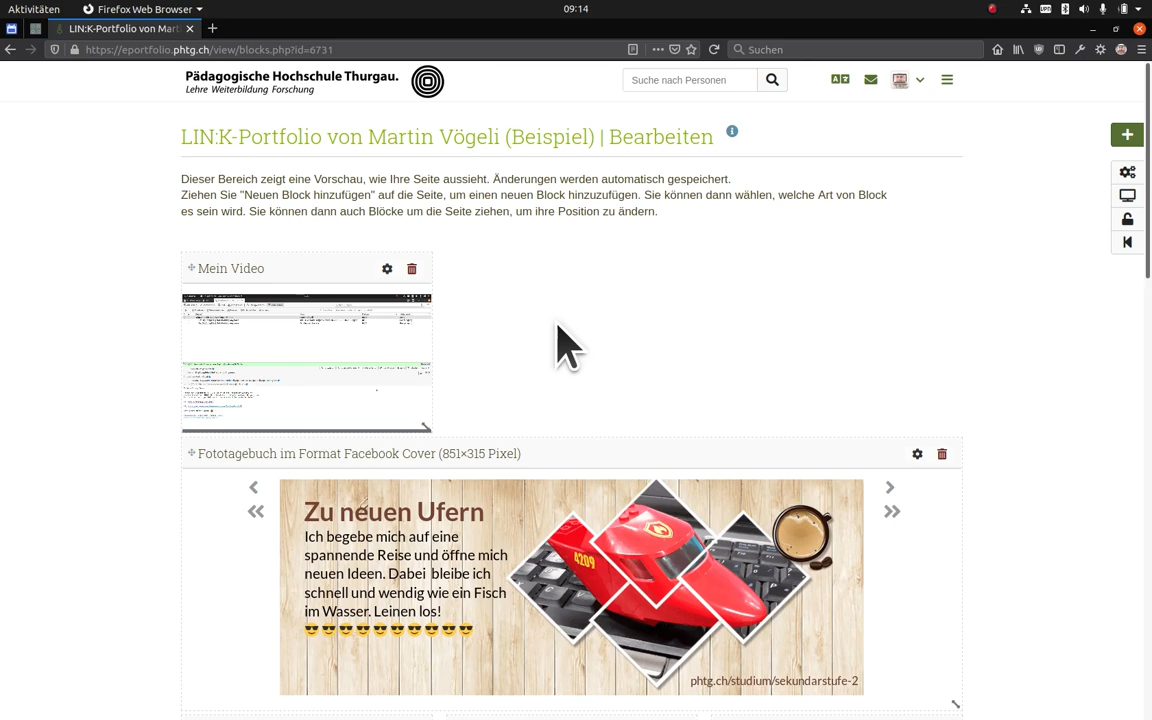 Aktivitäten
Firefox Web Browser
09:14
LIN:K-Portfolio von Mart
https://eportfolio.phtg.ch/view/blocks.php?id=6731
Suchen
Pädagogische Hochschule Thurgau.
Lehre Weiterbildung Forschung
Suche nach Personen
LIN:K-Portfolio von Martin Vögeli (Beispiel) | Bearbeiten
Dieser Bereich zeigt eine Vorschau, wie Ihre Seite aussieht. Änderungen werden automatisch gespeichert.
Ziehen Sie "Neuen Block hinzufügen" auf die Seite, um einen neuen Block hinzuzufügen. Sie können dann wählen, welche Art von Block
es sein wird. Sie können dann auch Blöcke um die Seite ziehen, um ihre Position zu ändern.
Mein Video
Fototagebuch im Format Facebook Cover (851×315 Pixel)
Zu neuen Ufern
Ich begebe mich auf eine
spannende Reise und öffne mich
neuen Ideen. Dabei bleibe ich
schnell und wendig wie ein Fisch
im Wasser. Leinen los!
4209
phtg.ch/studium/sekundarstufe-2